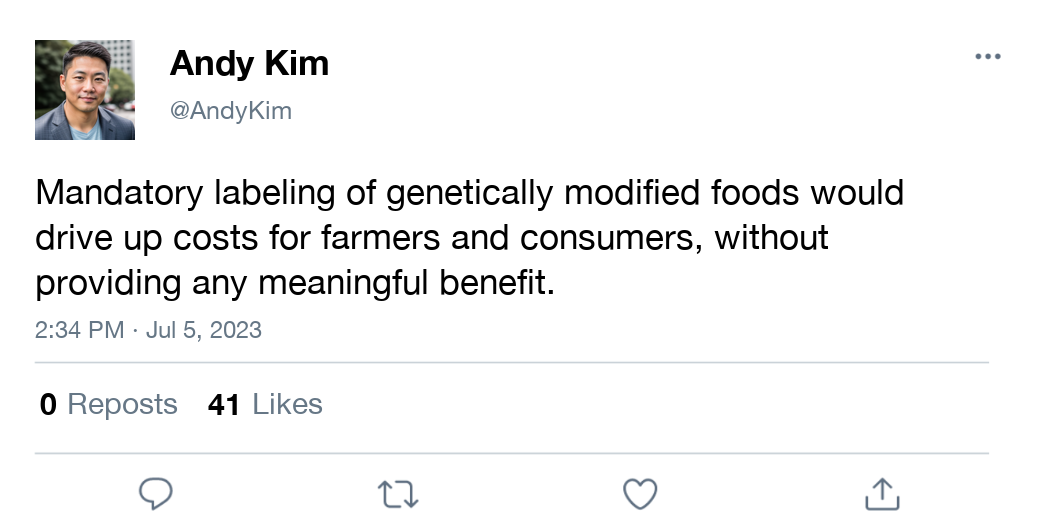 Andy Kim
@AndyKim
Mandatory labeling of genetically modified foods would
drive up costs for farmers and consumers, without
providing any meaningful benefit.
2:34 PM · Jul 5, 2023
0 Reposts 41 Likes